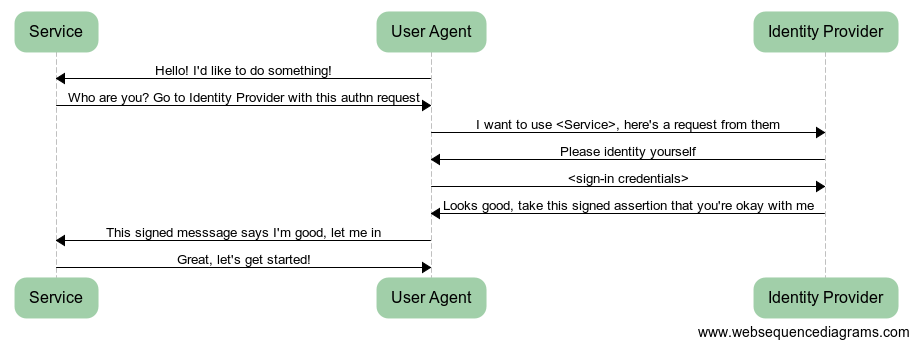 Service
User Agent
Identity Provider
Hello! I'd like to do something!
Who are you? Go to Identity Provider with this authn request
I want to use <Service>, here's a request from them
Please identity yourself
<sign-in credentials>
Looks good, take this signed assertion that you're okay with me
This signed messsage says I'm good, let me in
Great, let's get started!
Service
User Agent
Identity Provider
www.websequencediagrams.com